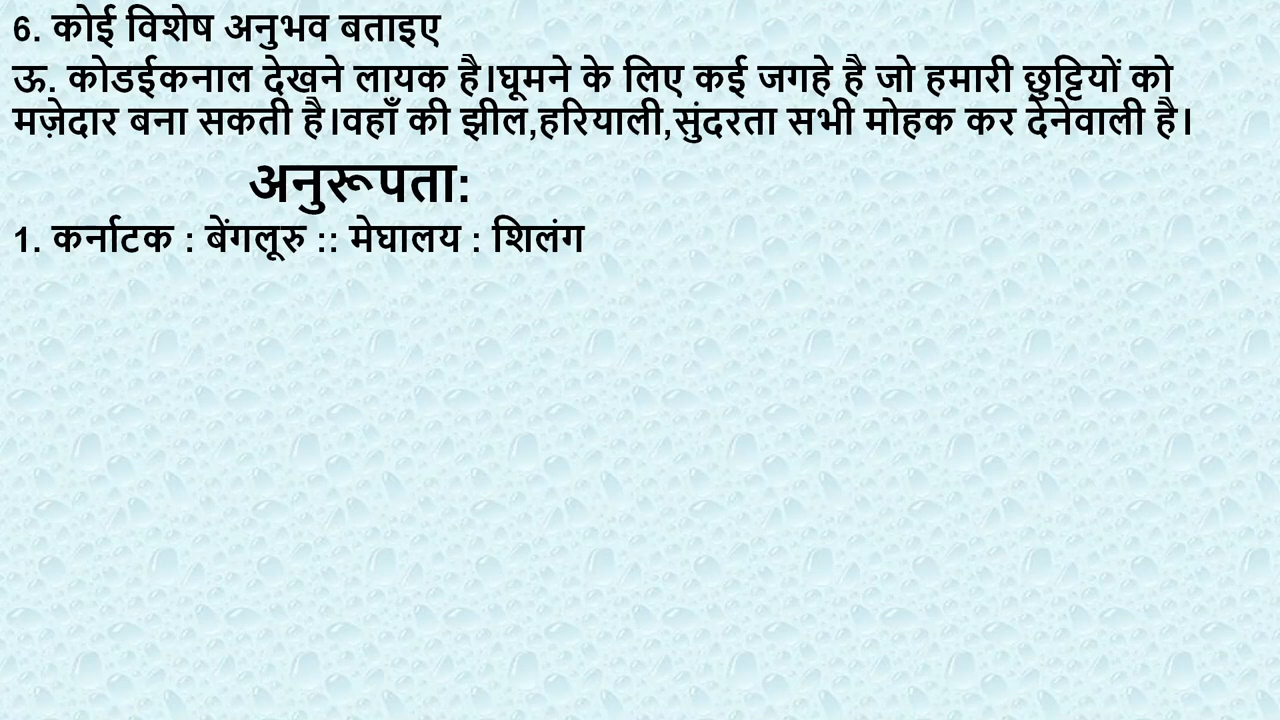 6. कोई विशेष अनुभव बताइए
ऊ. कोडईकनाल देखने लायक है।घूमने के लिए कई जगहे है जो हमारी छुट्टियों को
मज़ेदार बना सकती है।वहाँ की झील,हरियाली,सुंदरता सभी मोहक कर देनेवाली है।
अनुरूपता:
1. कर्नाटक : बेंगलूरु :: मेघालय : शिलंग